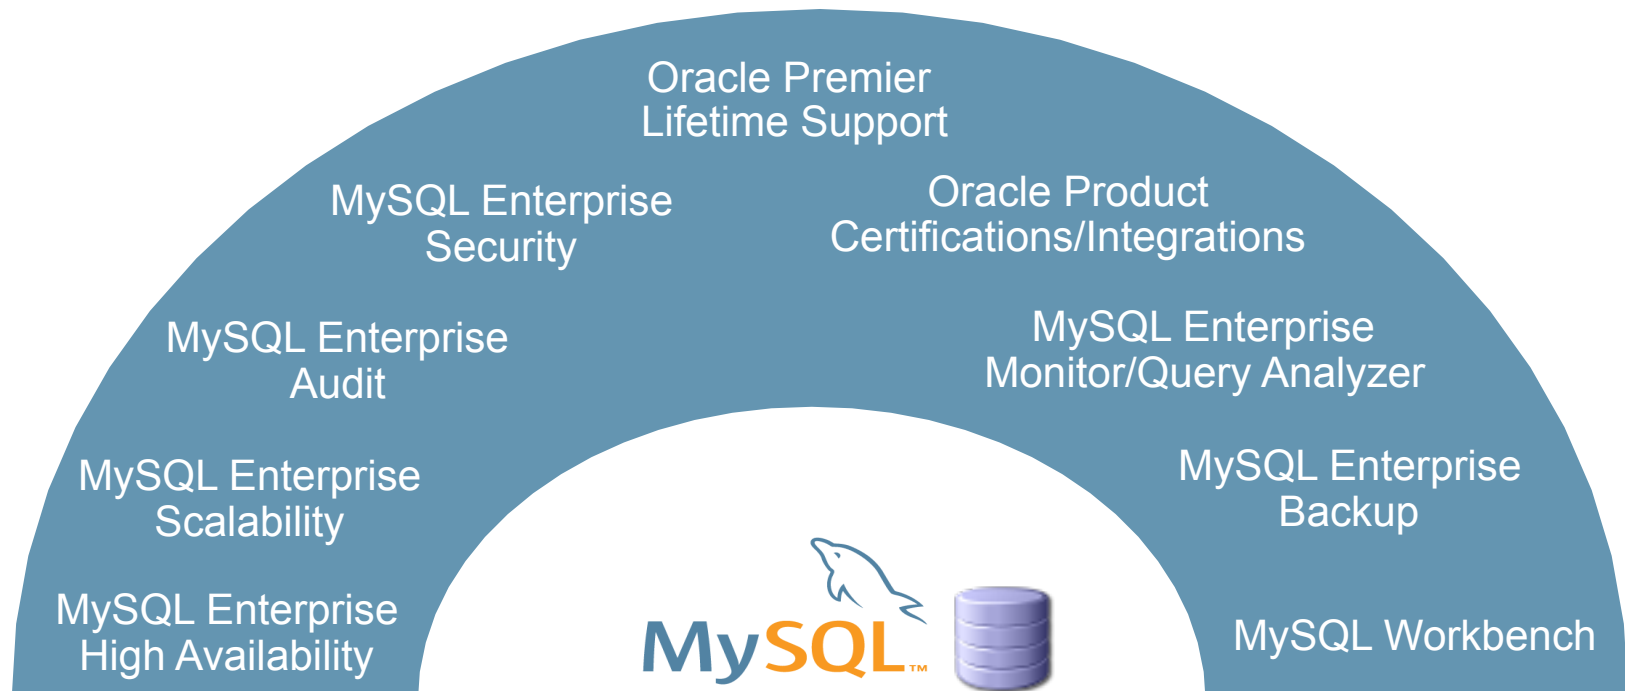 Oracle Premier
Lifetime Support
MySQL Enterprise
Security
Oracle Product
Certifications/Integrations
MySQL Enterprise
Audit
MySQL Enterprise
Monitor/Query Analyzer
MySQL Enterprise
Scalability
MySQL Enterprise
Backup
MySQL Enterprise
High Availability
MySQL™
MySQL Workbench